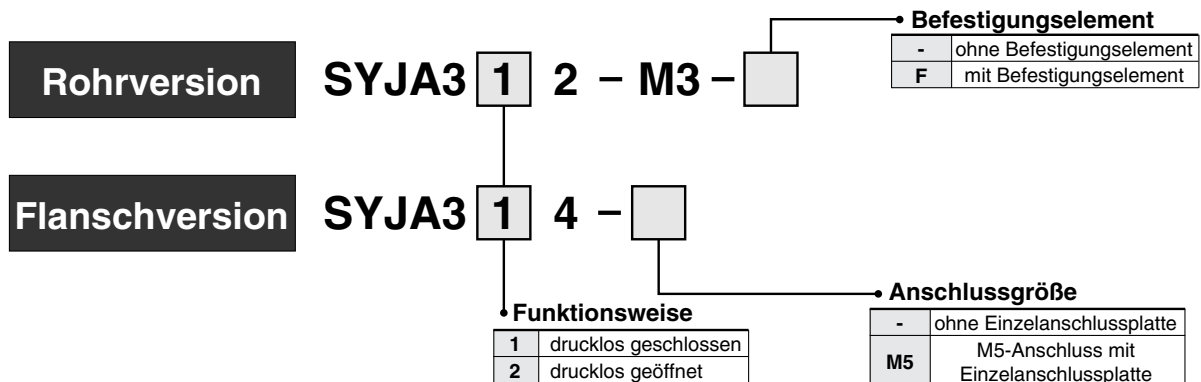 Befestigungselement
- ohne Befestigungselement
F mit Befestigungselement
Rohrversion SYJA3 1 2 – M3 –
Flanschversion SYJA3 1 4 –
Funktionsweise
1 drucklos geschlossen
2 drucklos geöffnet
Anschlussgröße
- ohne Einzelanschlussplatte
M5 M5-Anschluss mit
Einzelanschlussplatte